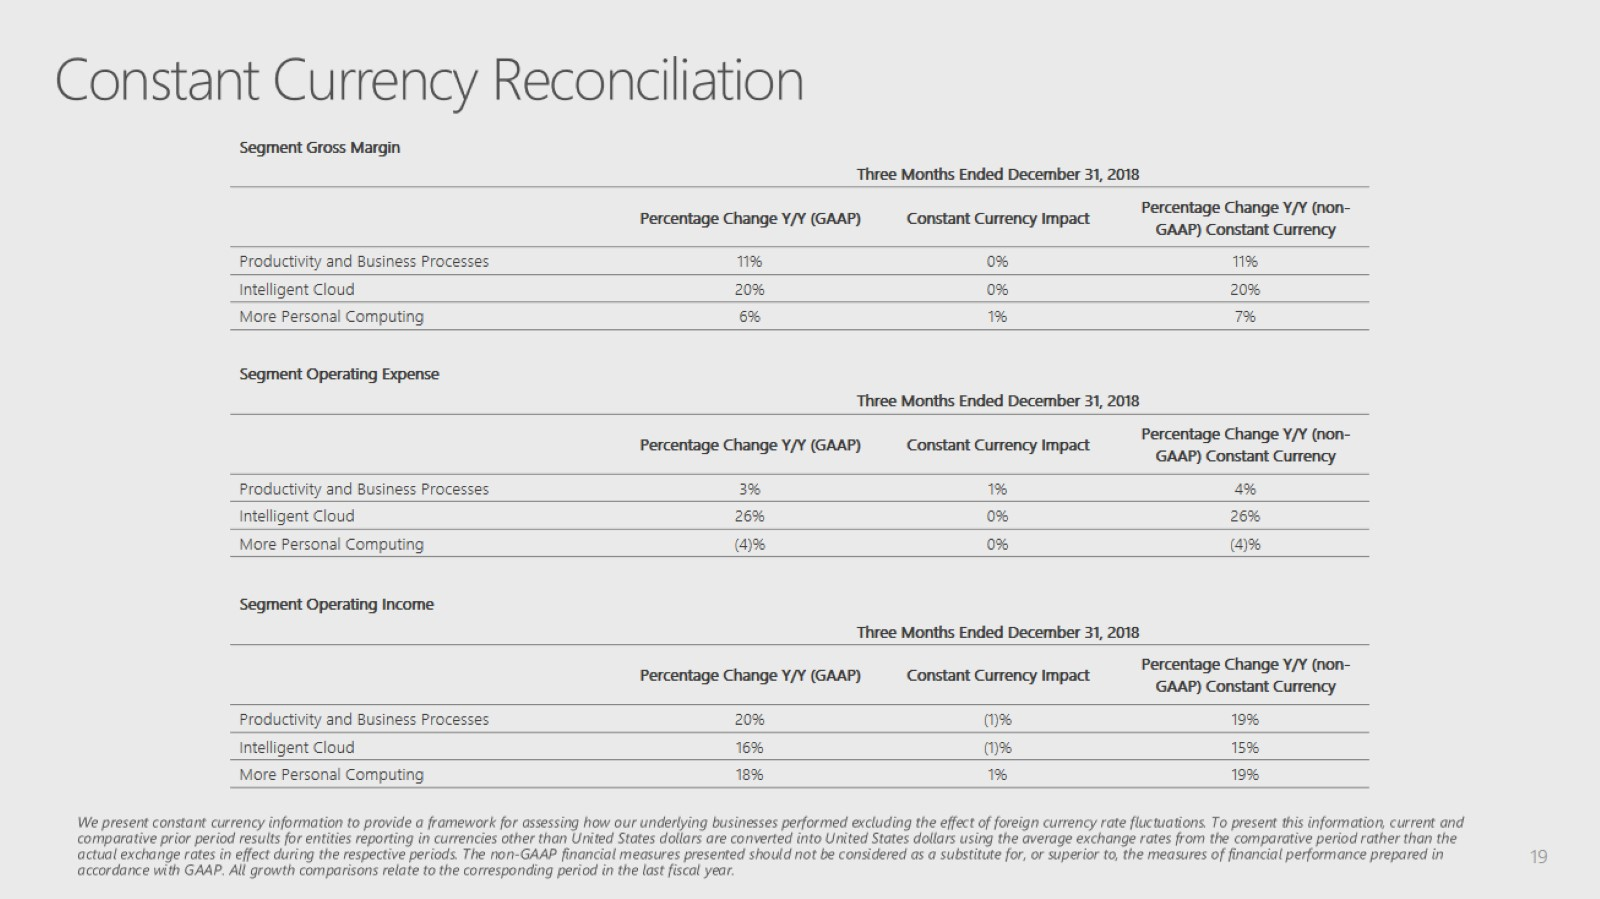 Constant Currency Reconciliation
Segment Gross Margin
Three Months Ended December 31, 2018
Percentage Change Y/Y (GAAP) Constant Currency Impact Percentage Change Y/Y (non-
GAAP) Constant Currency
Productivity and Business Processes 11% 0% 11%
Intelligent Cloud 20% 0% 20%
More Personal Computing 6% 1% 7%
Segment Operating Expense
Three Months Ended December 31, 2018
Percentage Change Y/Y (GAAP) Constant Currency Impact Percentage Change Y/Y (non-
GAAP) Constant Currency
Productivity and Business Processes 3% 1% 4%
Intelligent Cloud 26% 0% 26%
More Personal Computing (4)% 0% (4)%
Segment Operating Income
Three Months Ended December 31, 2018
Percentage Change Y/Y (GAAP) Constant Currency Impact Percentage Change Y/Y (non-
GAAP) Constant Currency
Productivity and Business Processes 20% (1)% 19%
Intelligent Cloud 16% (1)% 15%
More Personal Computing 18% 1% 19%
We present constant currency information to provide a framework for assessing how our underlying businesses performed excluding the effect of foreign currency rate fluctuations. To present this information, current and
comparative prior period results for entities reporting in currencies other than United States dollars are converted into United States dollars using the average exchange rates from the comparative period rather than the
actual exchange rates in effect during the respective periods. The non-GAAP financial measures presented should not be considered as a substitute for, or superior to, the measures of financial performance prepared in
accordance with GAAP. All growth comparisons relate to the corresponding period in the last fiscal year.
19